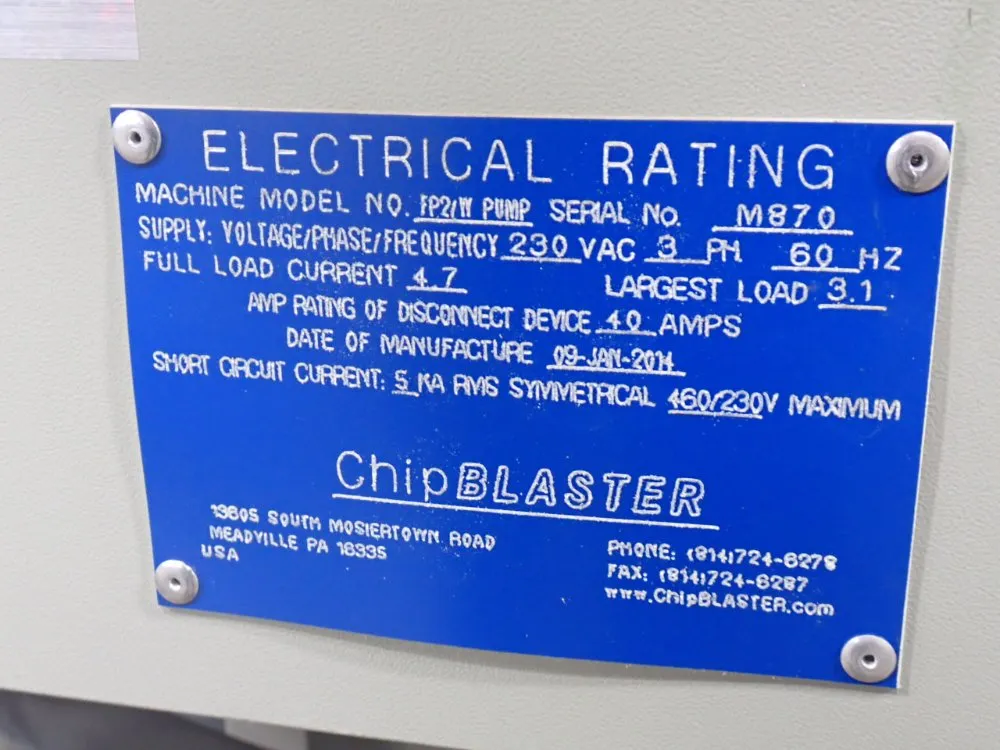 ELECTRICAL RATING
MACHINE MODEL NO. FP2/W PUMP SERIAL No. M870
SUPPLY: VOLTAGE/PHASE/FREQUENCY 230 VAC 3 PH 60 HZ
FULL LOAD CURRENT 4.7 LARGEST LOAD 3.1
AMP RATING OF DISCONNECT DEVICE 40 AMPS
DATE OF MANUFACTURE 09-JAN-2014
SHORT CIRCUIT CURRENT: 5 KA RMS SYMMETRICAL 460/230V MAXIMUM
ChipBLASTER
13605 SOUTH MOSIERTOWN ROAD
MEADVILLE PA 16335
USA
PHONE: (814)724-6278
FAX: (814)724-6287
www.ChipBLASTER.com